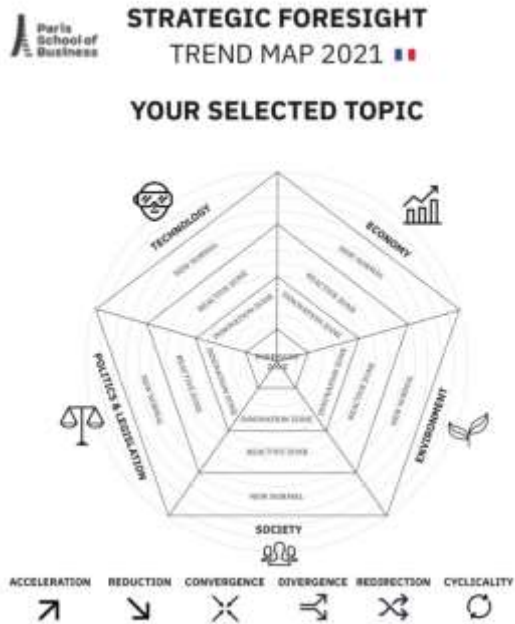 Paris
School of
Business
STRATEGIC FORESIGHT
TREND MAP 2021
YOUR SELECTED TOPIC
TECHNOLOGY
ECONOMY
NEW NORMAL
NEW NORMAL
REACTIVE ZONE
REACTIVE ZONE
INNOVATION ZONE
INNOVATION ZONE
FORESIGHT
ZONE
POLITICS & LEGISLATION
NEW NORMAL
REACTIVE ZONE
INNOVATION ZONE
INNOVATION ZONE
REACTIVE ZONE
NEW NORMAL
ENVIRONMENT
INNOVATION ZONE
REACTIVE ZONE
NEW NORMAL
SOCIETY
ACCELERATION REDUCTION CONVERGENCE DIVERGENCE REDIRECTION CYCLICALITY